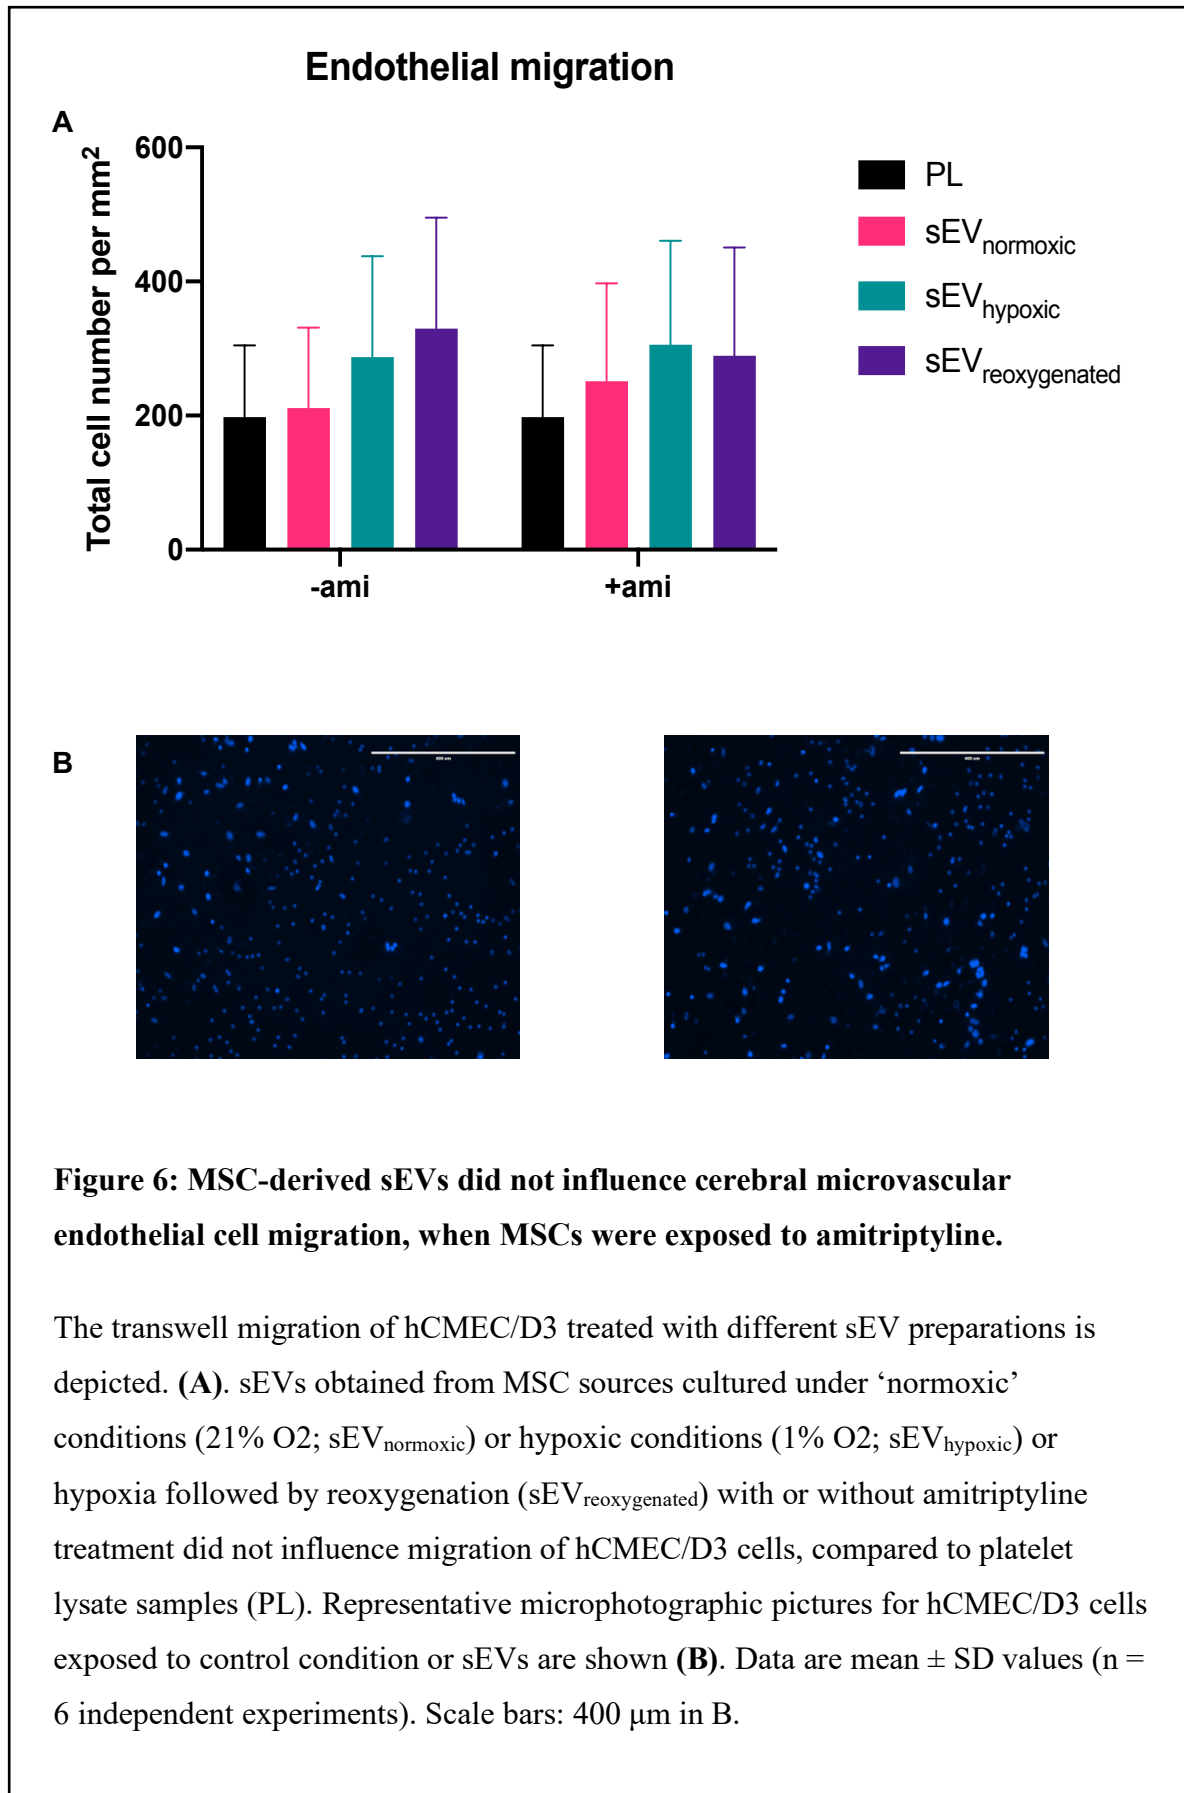 Endothelial migration
A
Total cell number per mm²
600
400
200
0
-ami
+ami
PL
sEVnormoxic
sEVhypoxic
sEVreoxygenated
B
400 um
400 um
Figure 6: MSC-derived sEVs did not influence cerebral microvascular
endothelial cell migration, when MSCs were exposed to amitriptyline.
The transwell migration of hCMEC/D3 treated with different sEV preparations is
depicted. (A). sEVs obtained from MSC sources cultured under ‘normoxic’
conditions (21% O2; sEVnormoxic) or hypoxic conditions (1% O2; sEVhypoxic) or
hypoxia followed by reoxygenation (sEVreoxygenated) with or without amitriptyline
treatment did not influence migration of hCMEC/D3 cells, compared to platelet
lysate samples (PL). Representative microphotographic pictures for hCMEC/D3 cells
exposed to control condition or sEVs are shown (B). Data are mean ± SD values (n =
6 independent experiments). Scale bars: 400 μm in B.